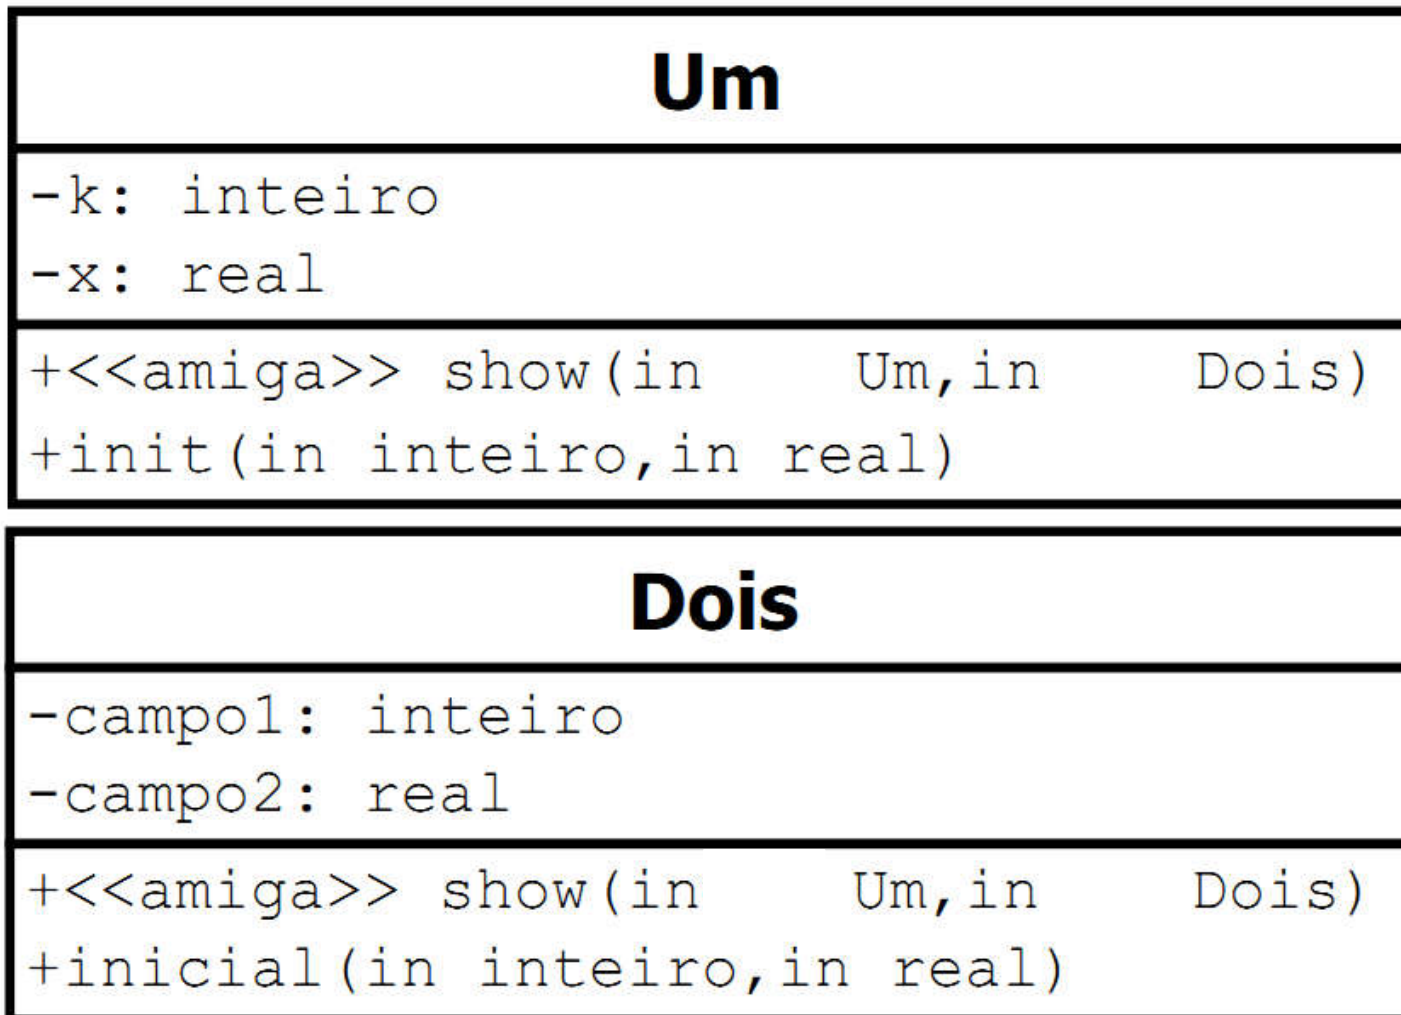 Um
-k: inteiro
-x: real
+<<amiga>> show(in Um,in Dois)
+init(in inteiro,in real)
Dois
-campo1: inteiro
-campo2: real
+<<amiga>> show(in Um,in Dois)
+inicial(in inteiro,in real)